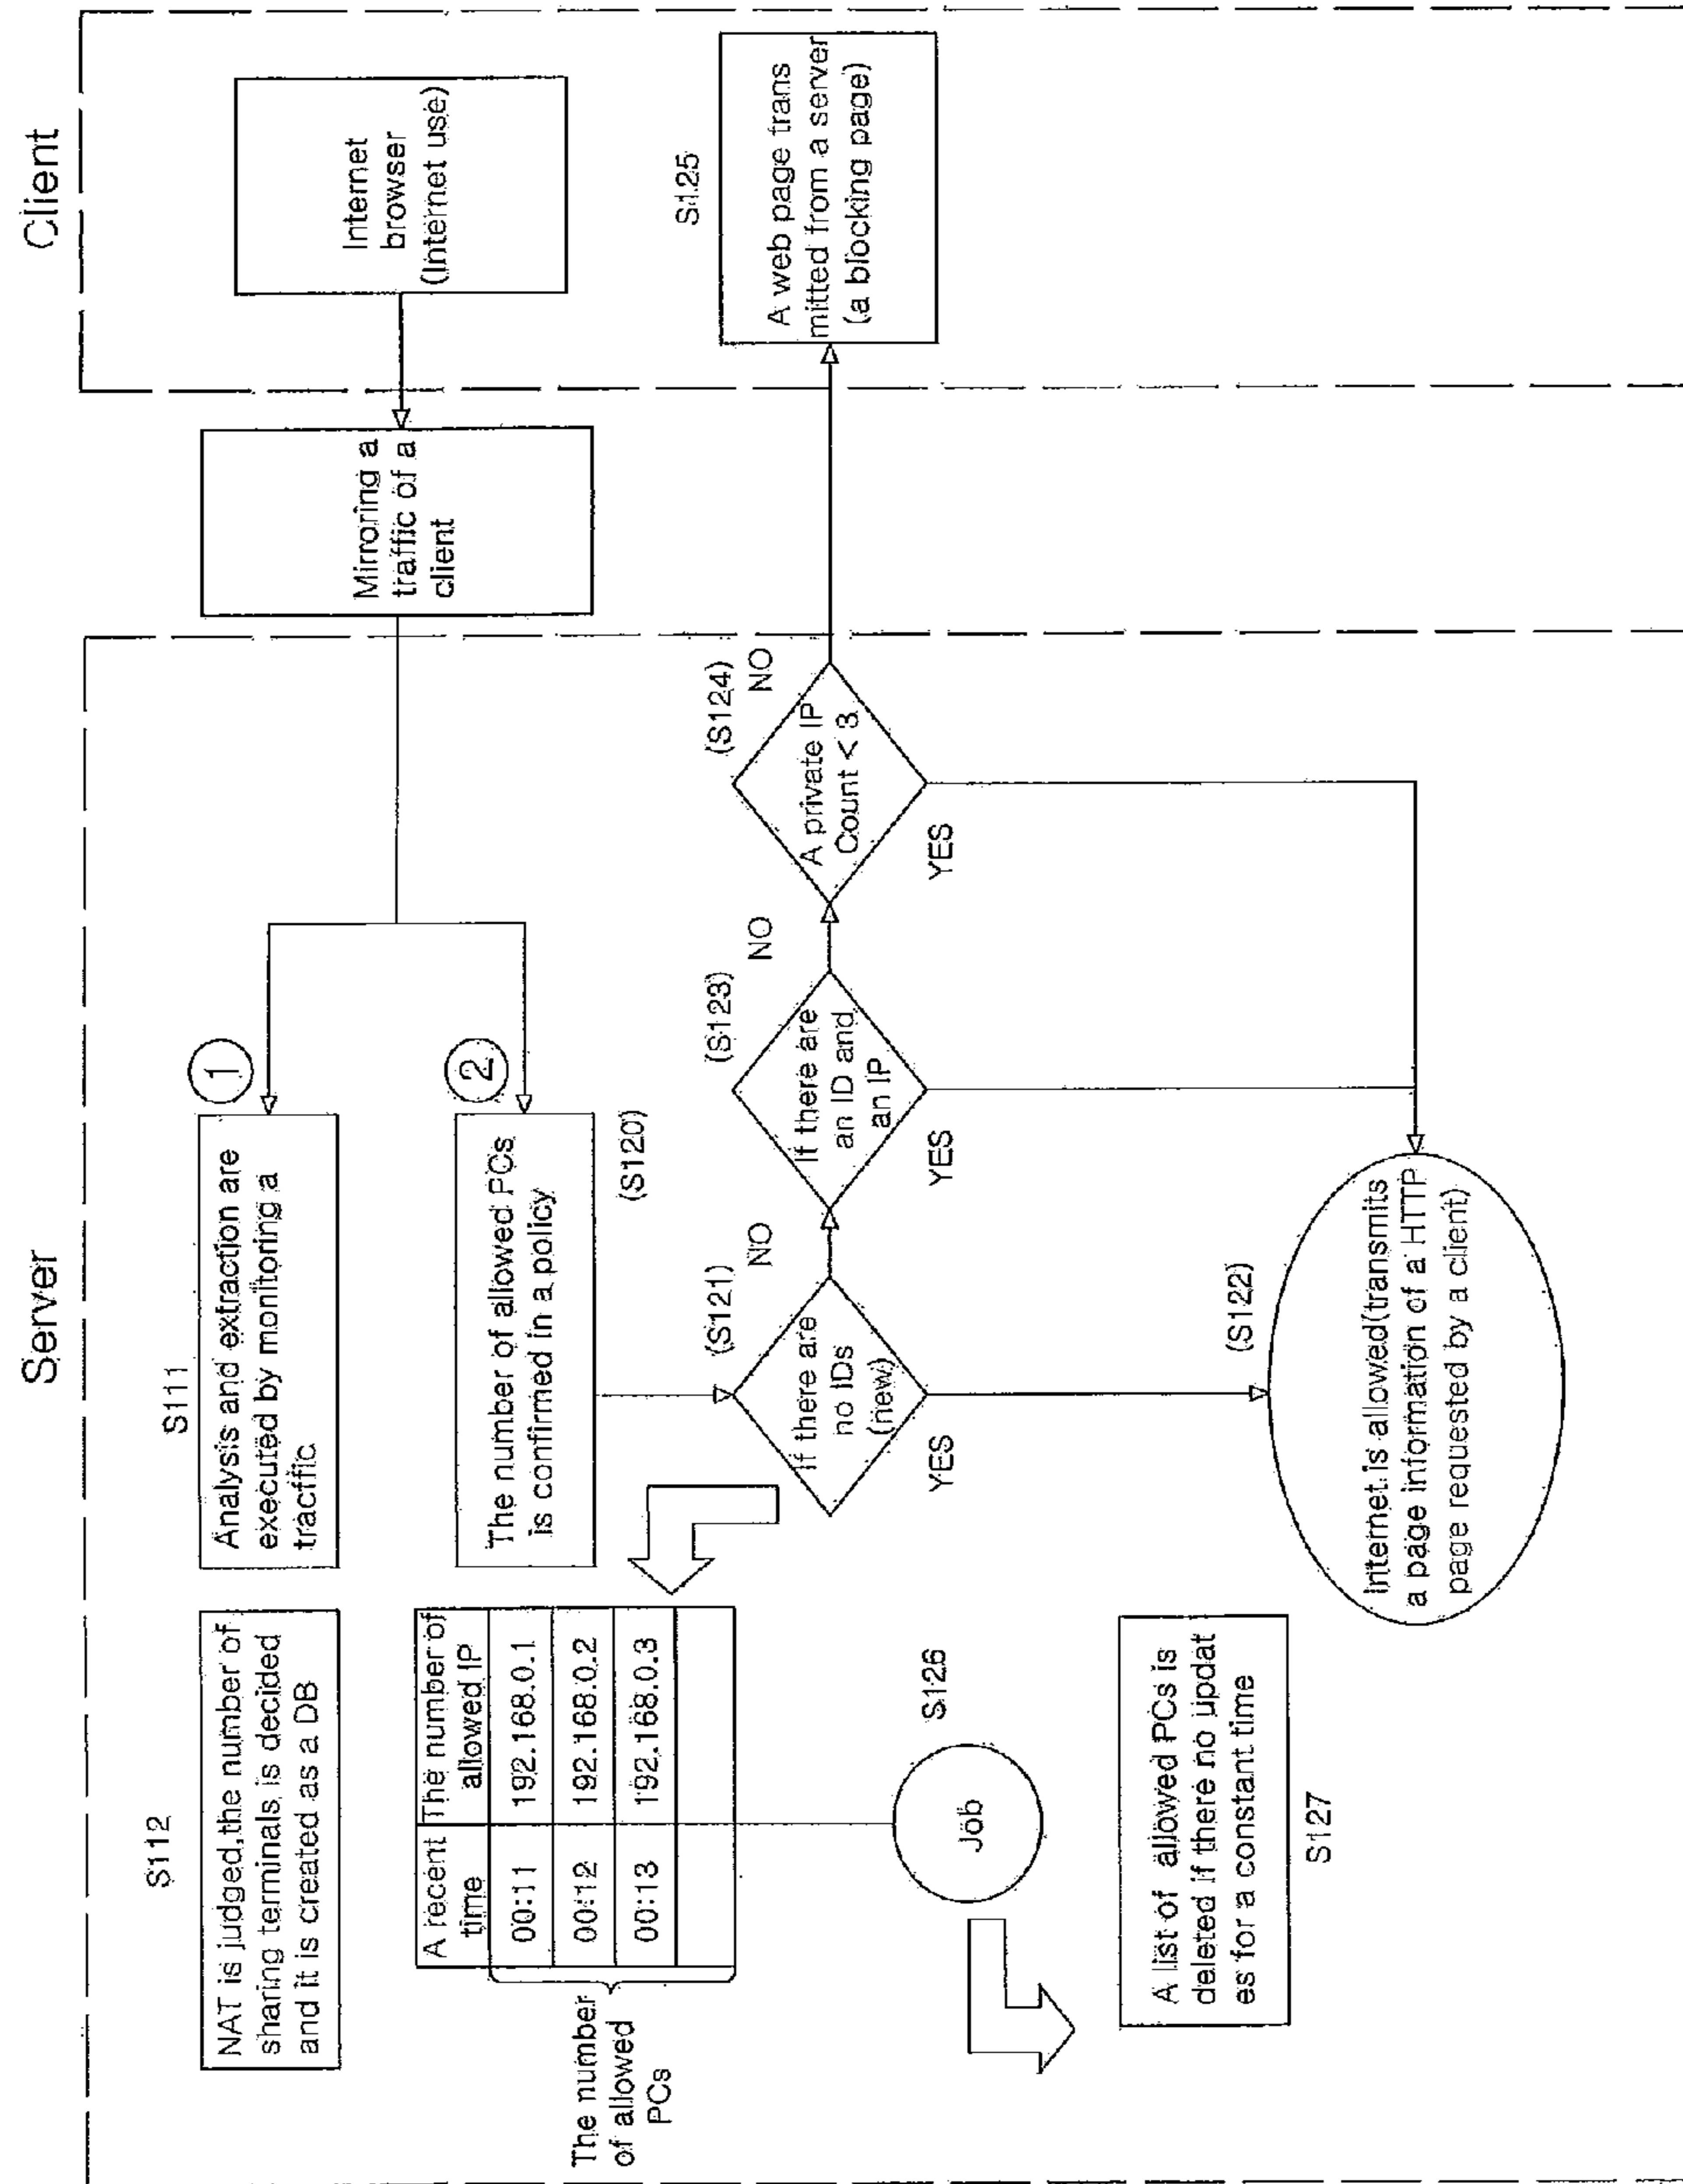 Server
Client
S112
NAT is judged,the number of
sharing terminals is decided
and it is created as a DB
S111
Analysis and extraction are
executed by monitoring a
tracffic
1
Mirroring a
traffic of a
client
Internet
browser
(Internet use)
The number
of allowed
PCs
A recent
time
The number of
allowed IP
00:11
192.168.0.1
00:12
192.168.0.2
00:13
192.168.0.3
The number of allowed PCs
is confirmed in a policy
2
(S120)
(S121)
If there are
no IDs
(new)
NO
YES
(S123)
If there are
an ID and
an IP
NO
YES
(S124)
A private IP
Count < 3
NO
YES
S125
A web page trans
mitted from a server
(a blocking page)
Job
S126
A list of allowed PCs is
deleted if there no updat
es for a constant time
S127
(S122)
Internet is allowed(transmits
a page information of a HTTP
page requested by a client)